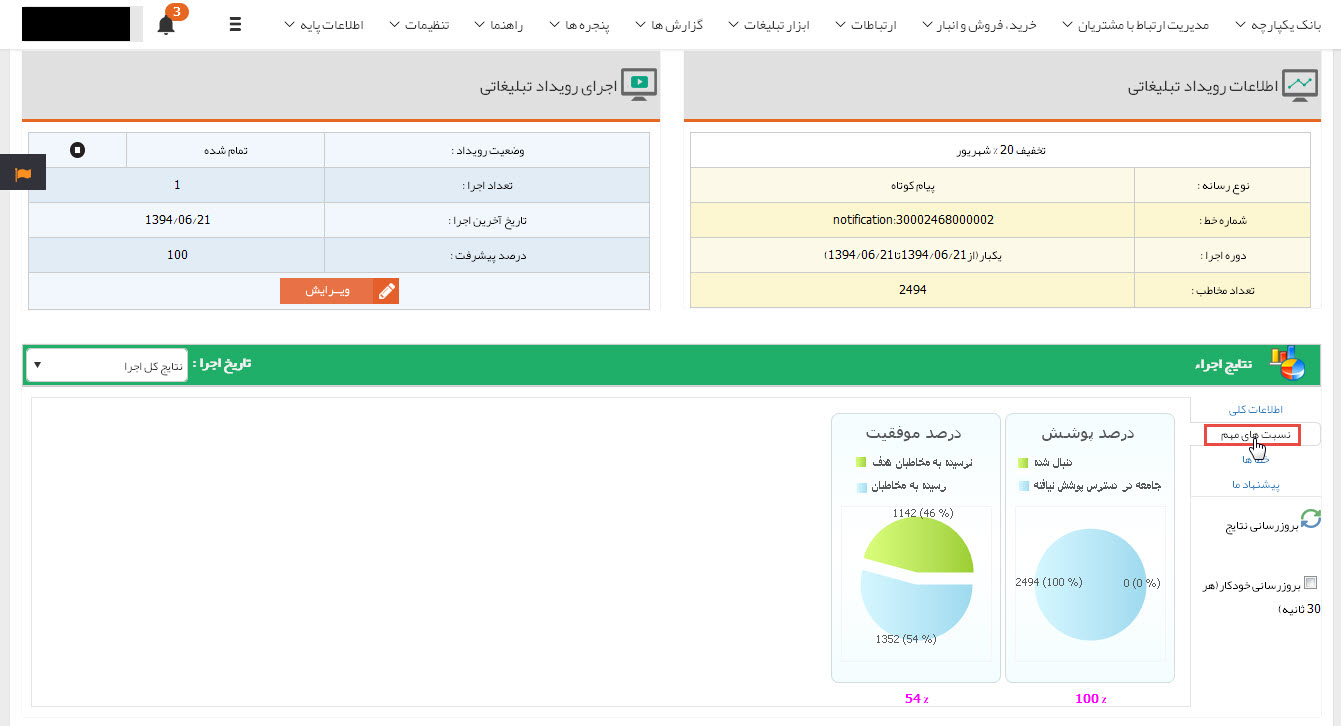 بانک یکپارچه
مدیریت ارتباط با مشتریان
خرید، فروش و انبار
ارتباطات
ابزار تبلیغات
گزارش ها
پنجره ها
راهنما
تنظیمات
اطلاعات پایه
3
اطلاعات رویداد تبلیغاتی
تخفیف 20 ٪ شهریور
نوع رسانه : پیام کوتاه
شماره خط : notification:30002468000002
دوره اجرا : یکبار (از 1394/06/21 تا 1394/06/21)
تعداد مخاطب : 2494
اجرای رویداد تبلیغاتی
وضعیت رویداد : تمام شده
تعداد اجرا : 1
تاریخ آخرین اجرا : 1394/06/21
درصد پیشرفت : 100
ویـرایش
نتایج اجراء
تاریخ اجرا : نتایج کل اجرا
اطلاعات کلی
نسبت های مهم
ها
پیشنهاد ما
بروزرسانی نتایج
بروزرسانی خودکار (هر
30 ثانیه)
درصد پوشش
دنبال شده
جامعه در دسترس پوشش نیافته
2494 (100 %)
0 (0 %)
100 ٪
درصد موفقیت
نرسیده به مخاطبان هدف
رسیده به مخاطبان
1142 (46 %)
1352 (54 %)
54 ٪